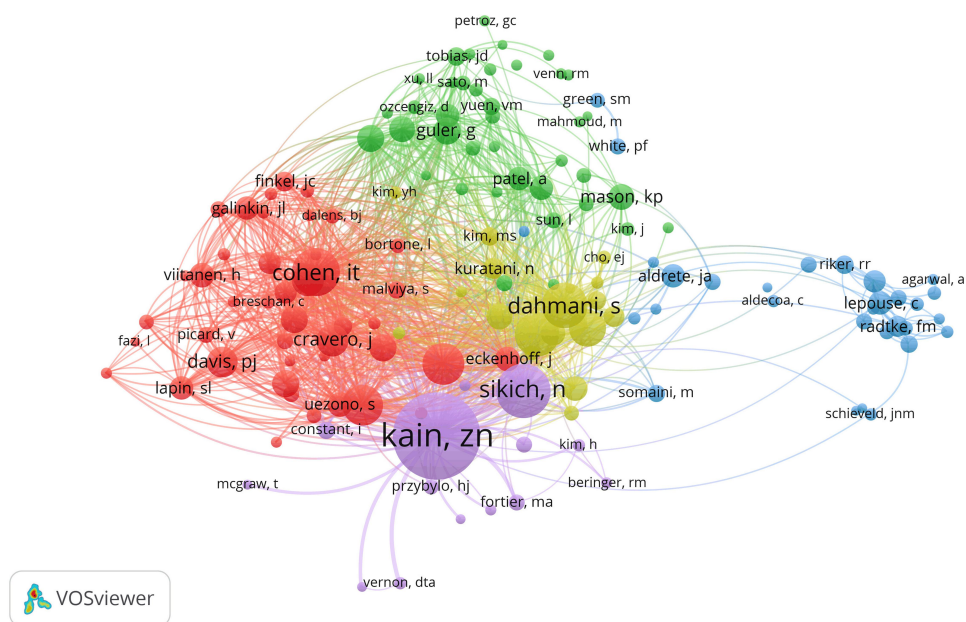 petroz, gc
tobias, jd
venn, rm
xu, ll
sato, m
green, sm
ozcengiz, d
yuen, vm
mahmoud, m
guler, g
white, pf
finkel, jc
patel, a
kim, yh
mason, kp
galinkin, jl
dalens, bj
sun, l
kim, j
kim, ms
bortone, l
cho, ej
riker, rr
viitanen, h
cohen, it
kuratani, n
aldrete, ja
agarwal, a
malviya, s
breschan, c
dahmani, s
aldecoa, c
lepouse, c
radtke, fm
fazi, l
picard, v
cravero, j
davis, pj
eckenhoff, j
lapin, sl
sikich, n
somaini, m
uezono, s
schieveld, jnm
constant, i
kain, zn
kim, h
mcgraw, t
przybylo, hj
beringer, rm
fortier, ma
vernon, dta
VOSviewer